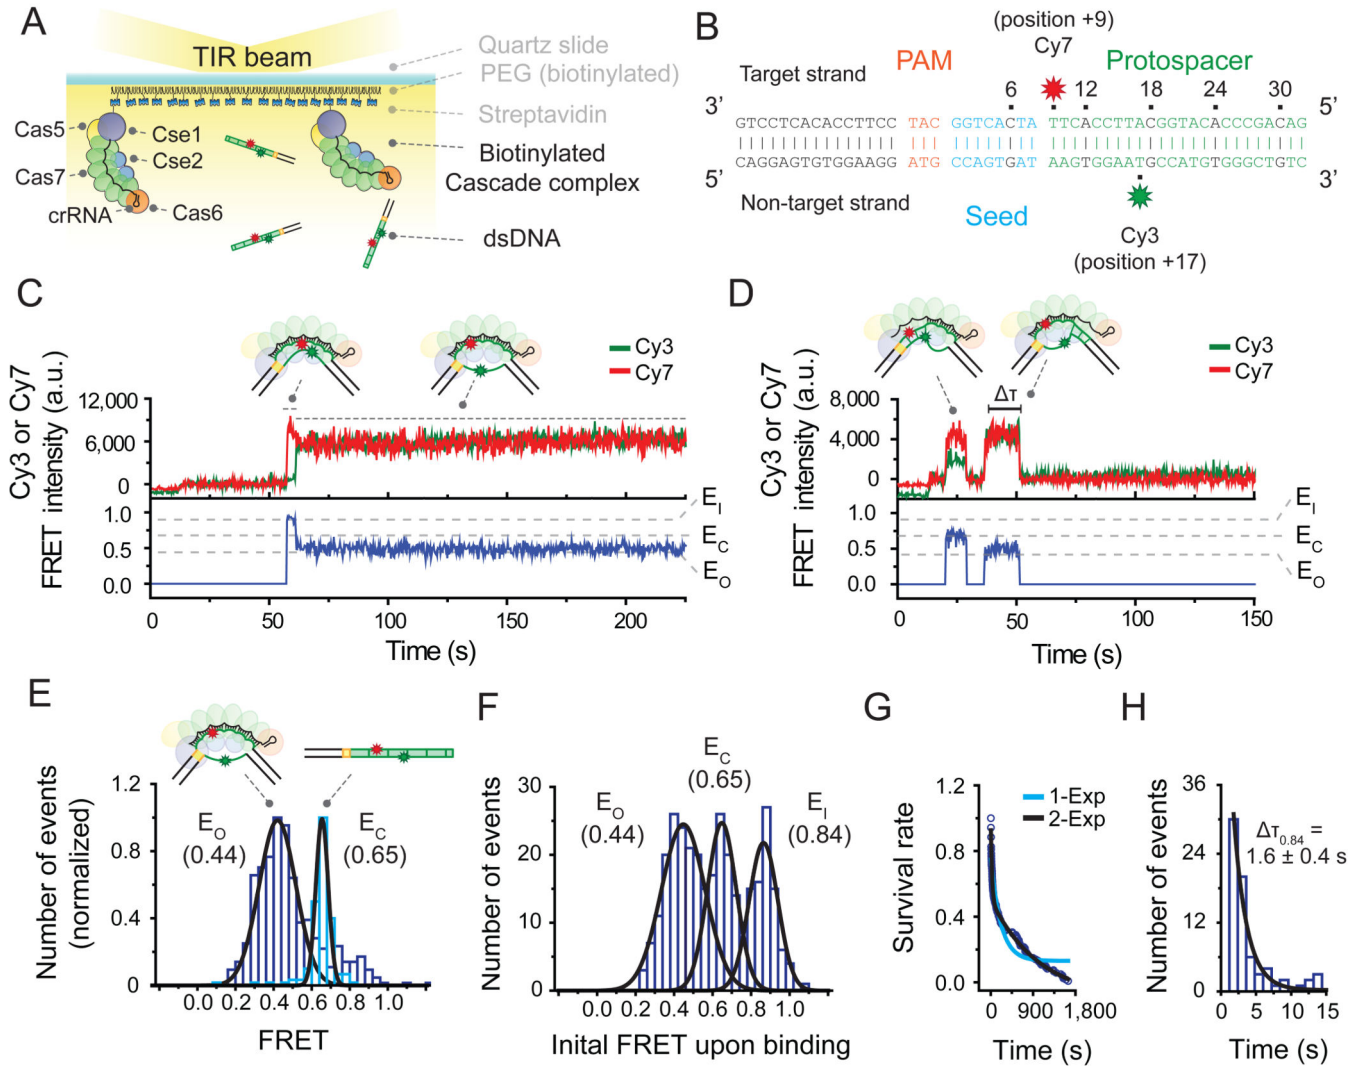 A
TIR beam
Quartz slide
PEG (biotinylated)
Streptavidin
Cas5
Cse1
Cse2
Cas7
crRNA
Cas6
Biotinylated
Cascade complex
dsDNA
B
(position +9)
Cy7
Target strand
PAM
Protospacer
6 12 18 24 30
3’ 5’
GTCCTCACACCTTCC TAC GGTCACTA TTCACCTTACGGTACACCCGACAG
CAGGAGTGTGGAAGG ATG CCAGTGAT AAGTGGAATGCCATGTGGGCTGTC
5’ 3’
Non-target strand
Seed
Cy3
(position +17)
C
Cy3
Cy7
Cy3 or Cy7
intensity (a.u.)
12,000
6,000
0
FRET
1.0
0.5
0.0
E_I
E_C
E_O
0 50 100 150 200
Time (s)
D
Cy3
Cy7
Δτ
Cy3 or Cy7
intensity (a.u.)
8,000
4,000
0
FRET
1.0
0.5
0.0
E_I
E_C
E_O
0 50 100 150
Time (s)
E
E_O
(0.44)
E_C
(0.65)
Number of events
(normalized)
1.2
0.8
0.4
0
0.0 0.2 0.4 0.6 0.8 1.0
FRET
F
E_O
(0.44)
E_C
(0.65)
E_I
(0.84)
Number of events
30
20
10
0
0.0 0.2 0.4 0.6 0.8 1.0
Inital FRET upon binding
G
1-Exp
2-Exp
Survival rate
1.2
0.8
0.4
0.0
0 900 1,800
Time (s)
H
Δτ0.84 =
1.6 ± 0.4 s
Number of events
36
24
12
0
0 5 10 15
Time (s)